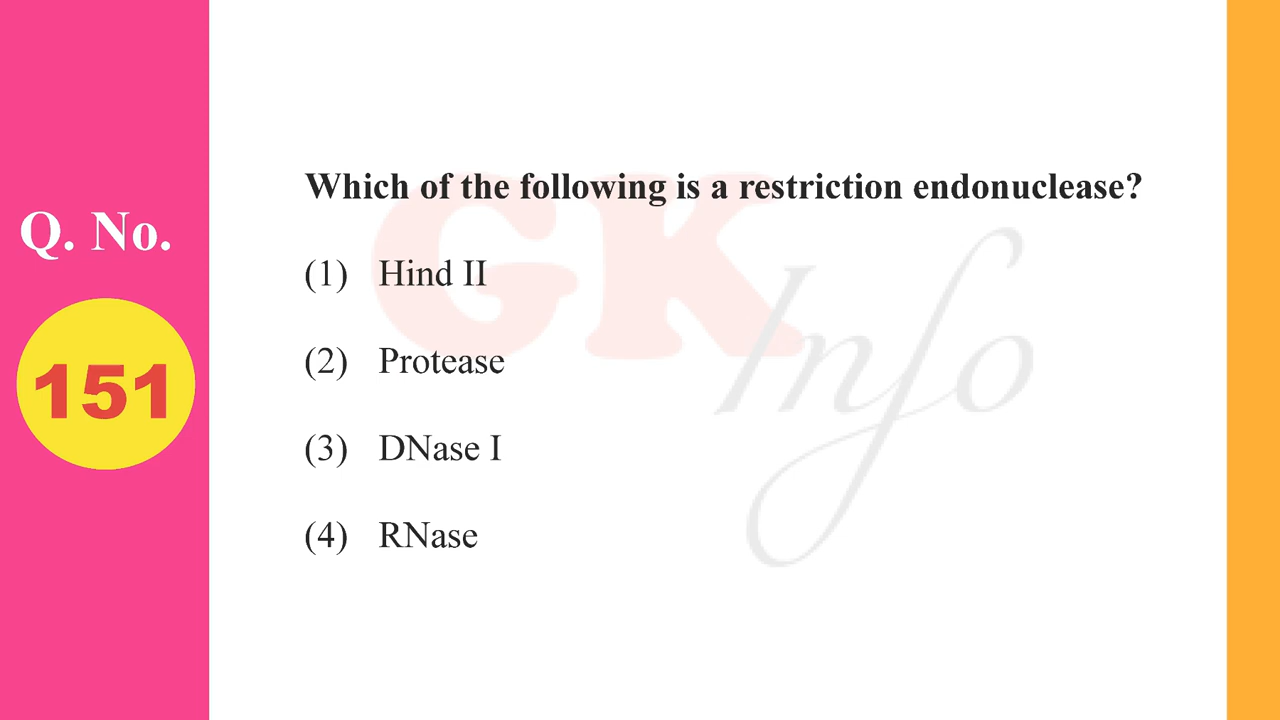 Q. No.
151
Which of the following is a restriction endonuclease?
(1) Hind II
(2) Protease
(3) DNase I
(4) RNase
GK
Info